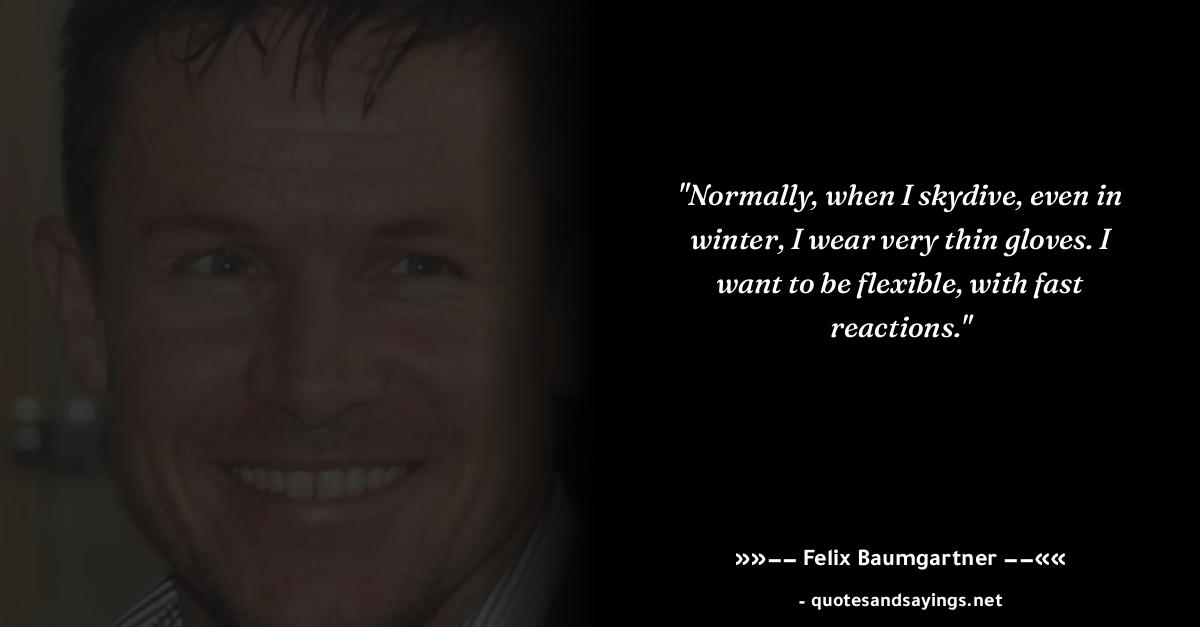 "Normally, when I skydive, even in
winter, I wear very thin gloves. I
want to be flexible, with fast
reactions."
»»–– Felix Baumgartner ––««
- quotesandsayings.net